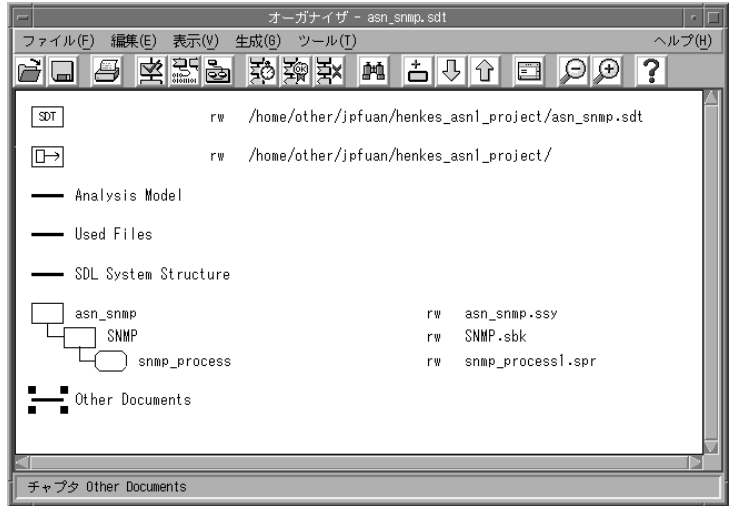 オーガナイザ - asn_snmp.sdt
ファイル(F) 編集(E) 表示(V) 生成(G) ツール(T) ヘルプ(H)
SDT rw /home/other/jpfuan/henkes_asn1_project/asn_snmp.sdt
rw /home/other/jpfuan/henkes_asn1_project/
Analysis Model
Used Files
SDL System Structure
asn_snmp rw asn_snmp.ssy
SNMP rw SNMP.sbk
snmp_process rw snmp_process1.spr
Other Documents
チャプタ Other Documents